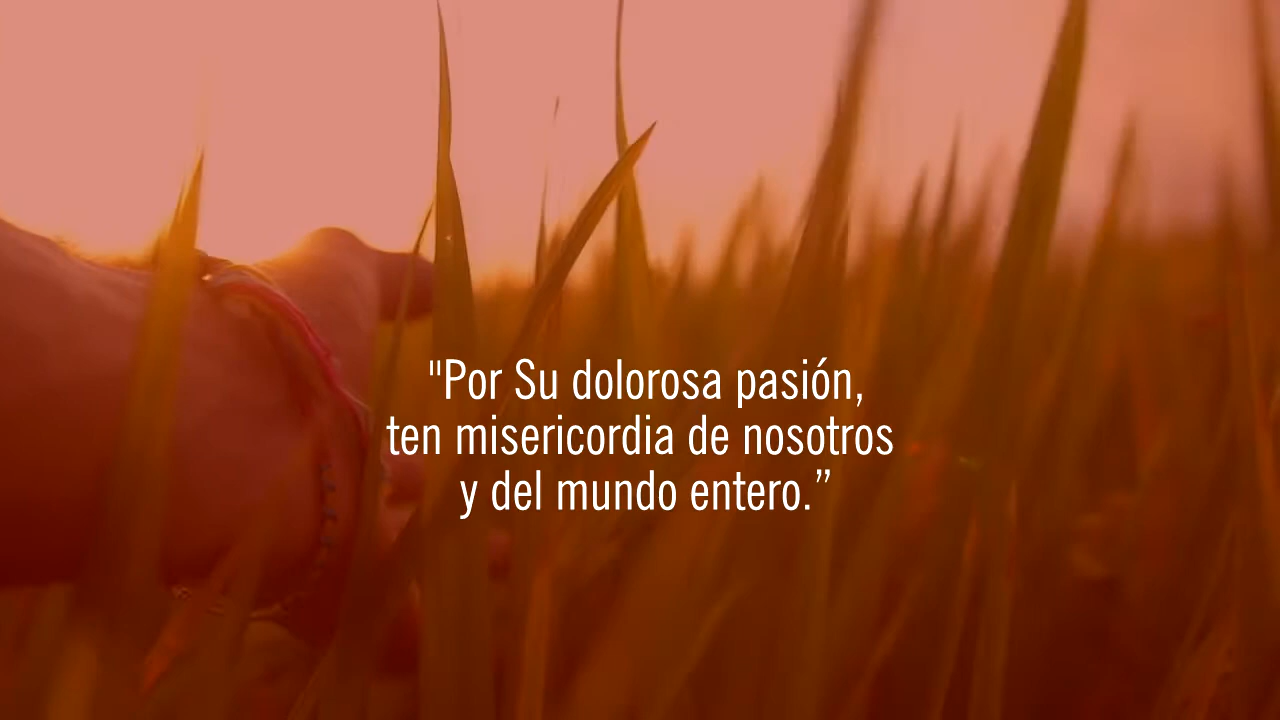 "Por Su dolorosa pasión,
ten misericordia de nosotros
y del mundo entero.”